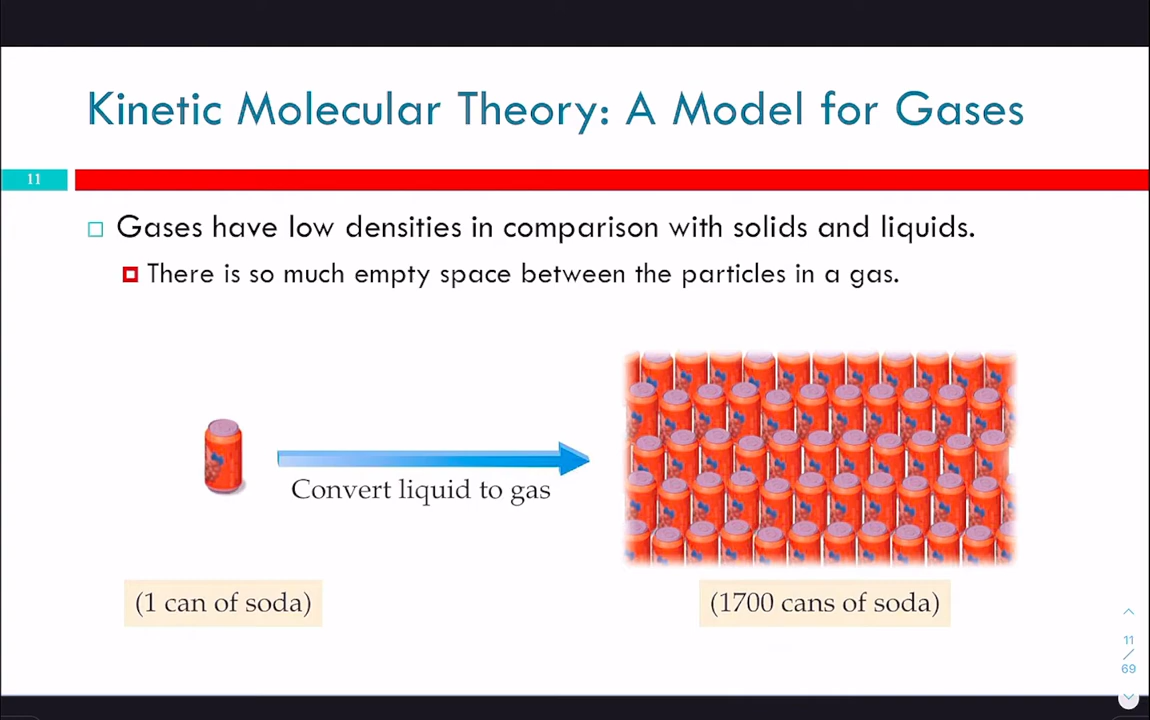 Kinetic Molecular Theory: A Model for Gases
11
Gases have low densities in comparison with solids and liquids.
There is so much empty space between the particles in a gas.
Convert liquid to gas
(1 can of soda)
(1700 cans of soda)
11
/
69